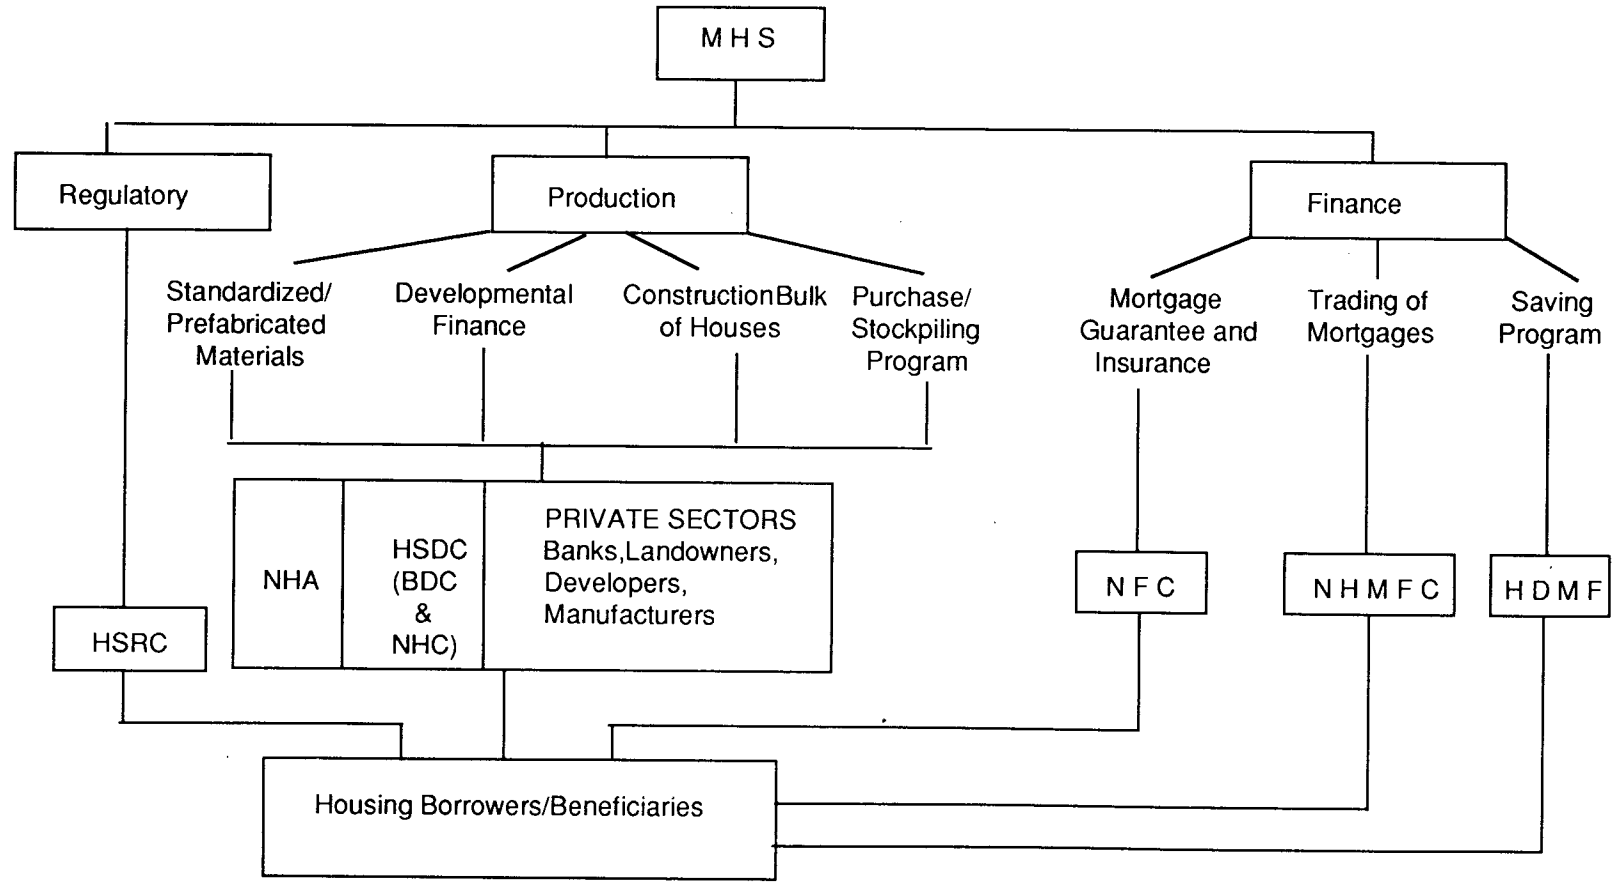 M H S
Regulatory
Production
Finance
Standardized/
Prefabricated
Materials
Developmental
Finance
ConstructionBulk
of Houses
Purchase/
Stockpiling
Program
Mortgage
Guarantee and
Insurance
Trading of
Mortgages
Saving
Program
NHA
HSDC
(BDC
&
NHC)
PRIVATE SECTORS
Banks,Landowners,
Developers,
Manufacturers
N F C
N H M F C
H D M F
HSRC
Housing Borrowers/Beneficiaries